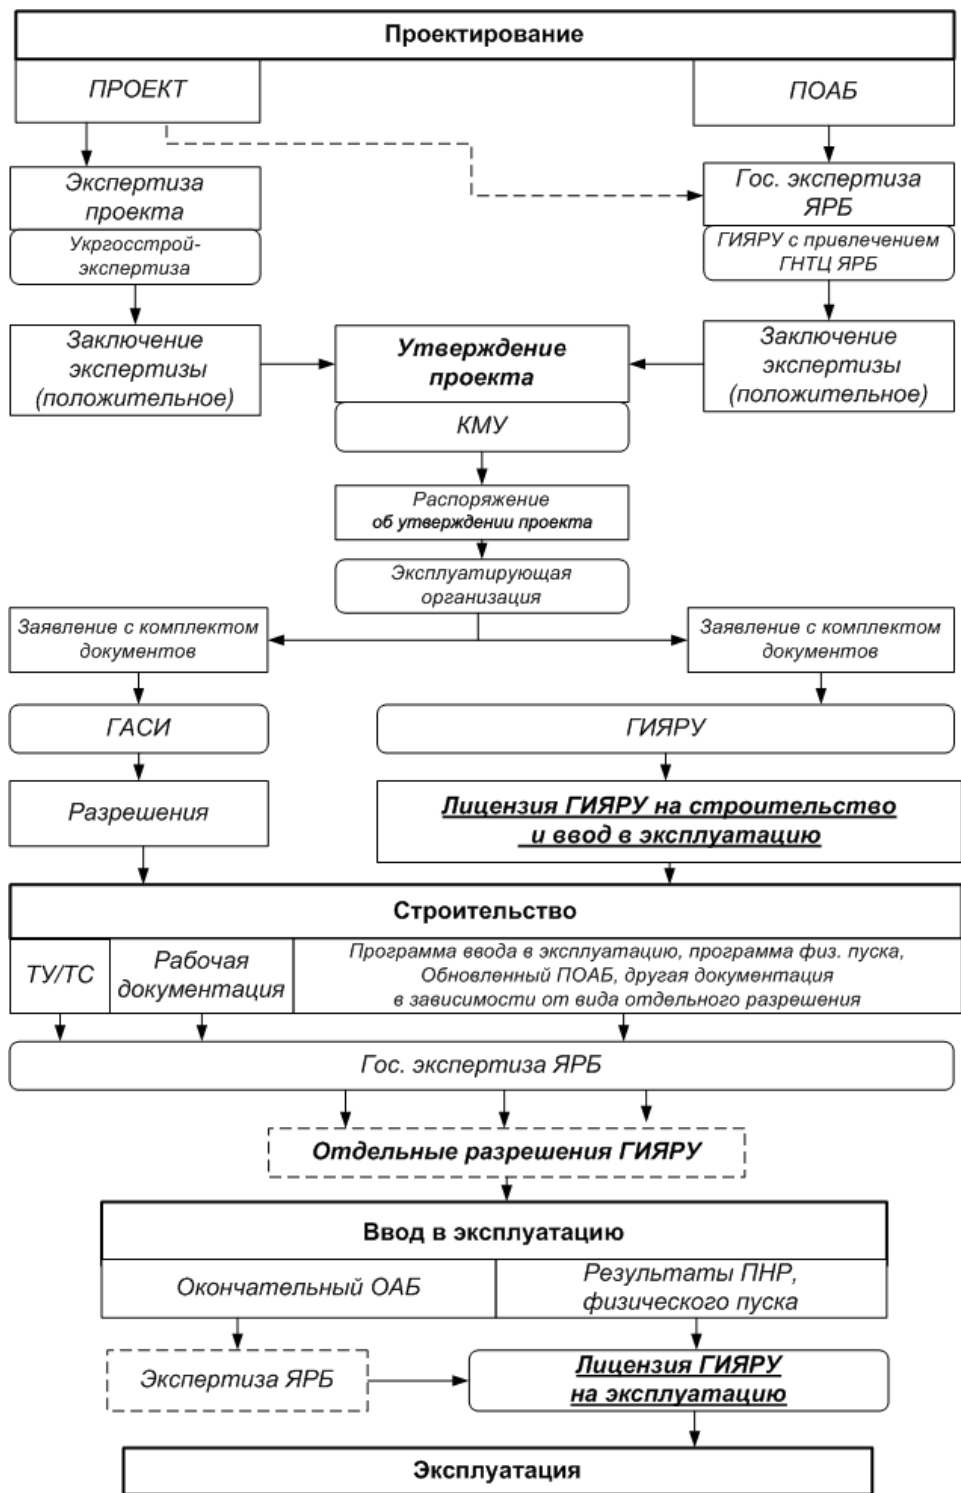 Проектирование
ПРОЕКТ
ПОАБ
Экспертиза
проекта
Гос. экспертиза
ЯРБ
Укргосстрой-
экспертиза
ГИЯРУ с привлечением
ГНТЦ ЯРБ
Заключение
экспертизы
(положительное)
Утверждение
проекта
Заключение
экспертизы
(положительное)
КМУ
Распоряжение
об утверждении проекта
Эксплуатирующая
организация
Заявление с комплектом
документов
Заявление с комплектом
документов
ГАСИ
ГИЯРУ
Разрешения
Лицензия ГИЯРУ на строительство
и ввод в эксплуатацию
Строительство
ТУ/ТС
Рабочая
документация
Программа ввода в эксплуатацию, программа физ. пуска,
Обновленный ПОАБ, другая документация
в зависимости от вида отдельного разрешения
Гос. экспертиза ЯРБ
Отдельные разрешения ГИЯРУ
Ввод в эксплуатацию
Окончательный ОАБ
Результаты ПНР,
физического пуска
Экспертиза ЯРБ
Лицензия ГИЯРУ
на эксплуатацию
Эксплуатация